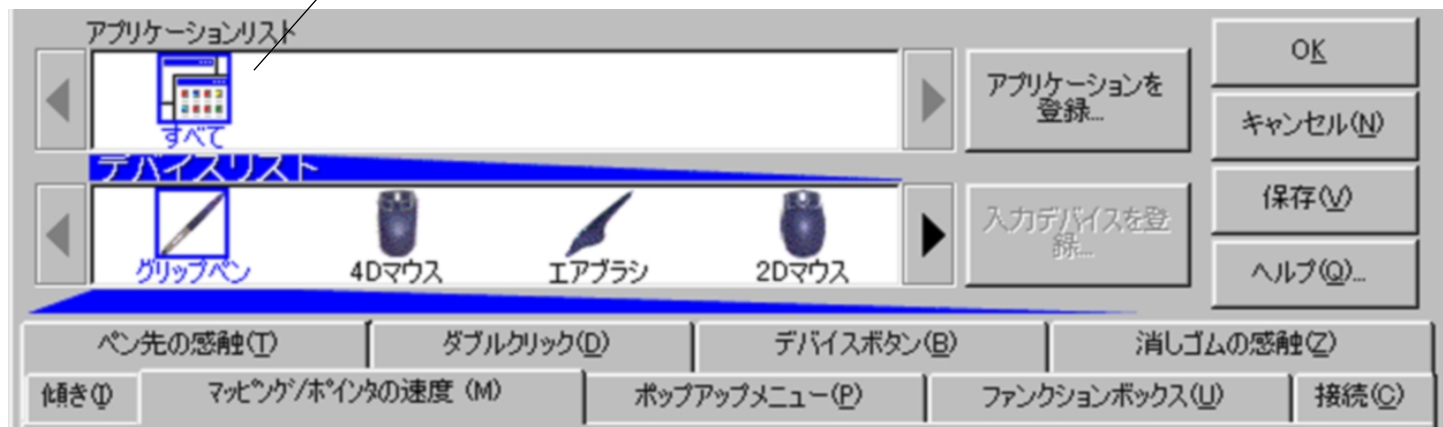 アプリケーションリスト
すべて
アプリケーションを
登録...
OK
キャンセル(N)
デバイスリスト
グリップペン
4Dマウス
エアブラシ
2Dマウス
入力デバイスを登
録...
保存(V)
ヘルプ(Q)...
ペン先の感触(T)
ダブルクリック(D)
デバイスボタン(B)
消しゴムの感触(Z)
傾き(I)
マッピング/ポインタの速度 (M)
ポップアップメニュー(P)
ファンクションボックス(U)
接続(C)